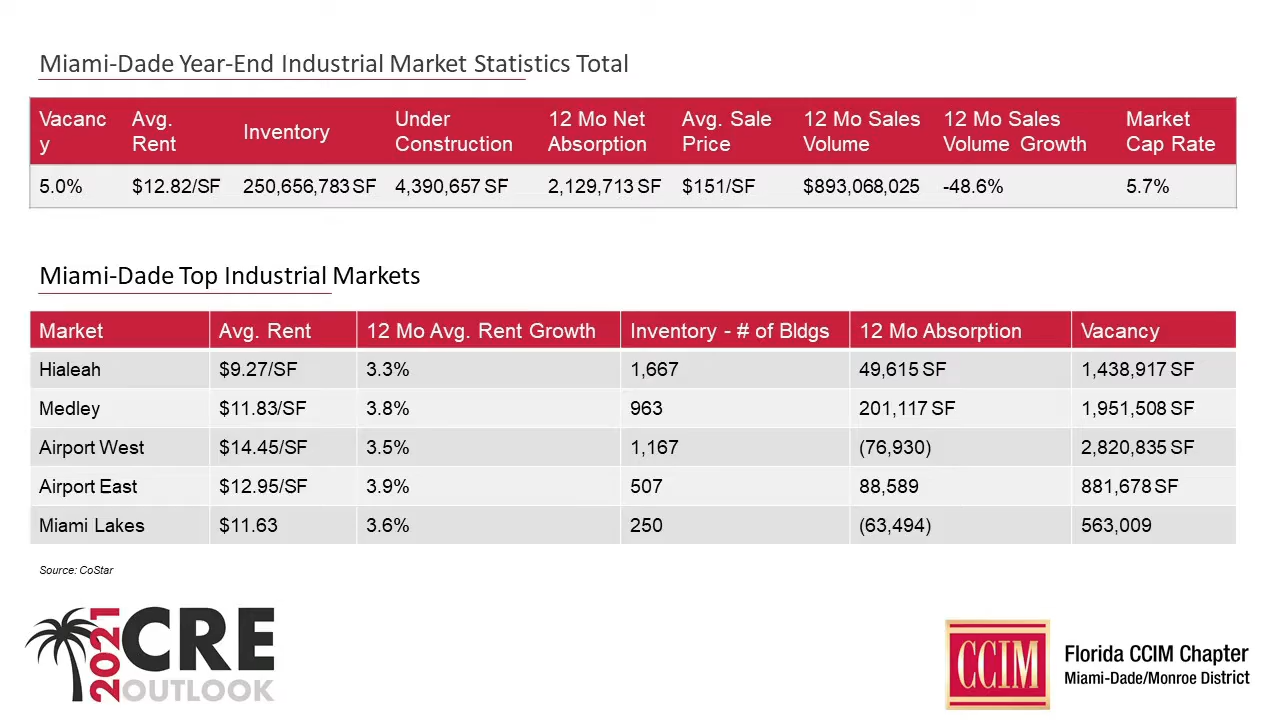 Miami-Dade Year-End Industrial Market Statistics Total
Vacanc
y
Avg.
Rent
Inventory
Under
Construction
12 Mo Net
Absorption
Avg. Sale
Price
12 Mo Sales
Volume
12 Mo Sales
Volume Growth
Market
Cap Rate
5.0% $12.82/SF 250,656,783 SF 4,390,657 SF 2,129,713 SF $151/SF $893,068,025 -48.6% 5.7%
Miami-Dade Top Industrial Markets
Market Avg. Rent 12 Mo Avg. Rent Growth Inventory - # of Bldgs 12 Mo Absorption Vacancy
Hialeah $9.27/SF 3.3% 1,667 49,615 SF 1,438,917 SF
Medley $11.83/SF 3.8% 963 201,117 SF 1,951,508 SF
Airport West $14.45/SF 3.5% 1,167 (76,930) 2,820,835 SF
Airport East $12.95/SF 3.9% 507 88,589 881,678 SF
Miami Lakes $11.63 3.6% 250 (63,494) 563,009
Source: CoStar
2021
CRE
OUTLOOK
CCIM
Florida CCIM Chapter
Miami-Dade/Monroe District